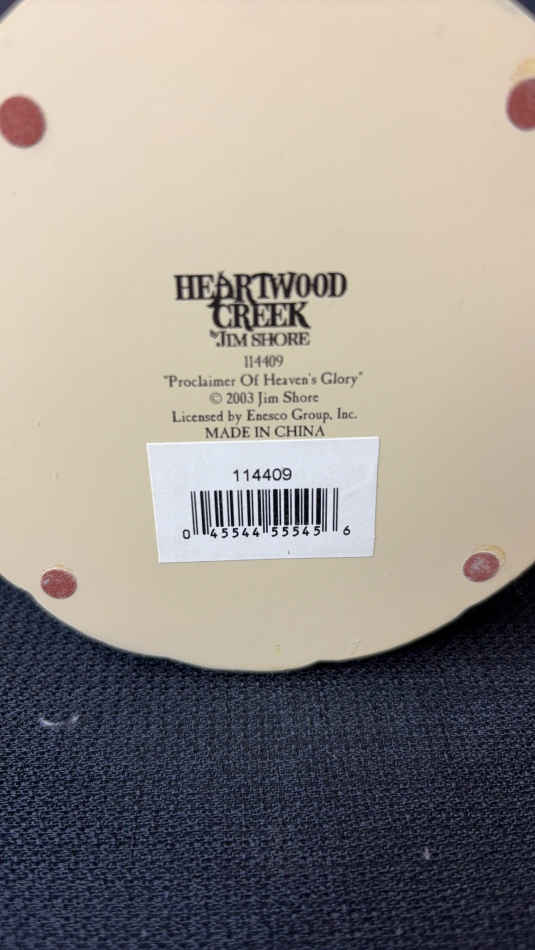 HEARTWOOD
CREEK
by JIM SHORE
114409
"Proclaimer Of Heaven's Glory"
© 2003 Jim Shore
Licensed by Enesco Group, Inc.
MADE IN CHINA
114409
0 45544 55545 6